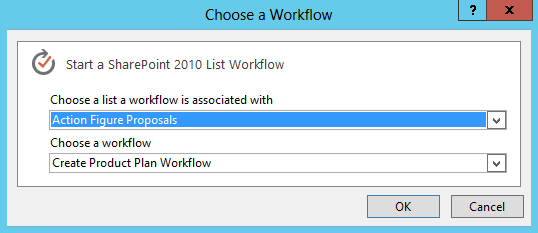 Choose a Workflow
?
x
Start a SharePoint 2010 List Workflow
Choose a list a workflow is associated with
Action Figure Proposals
Choose a workflow
Create Product Plan Workflow
OK
Cancel